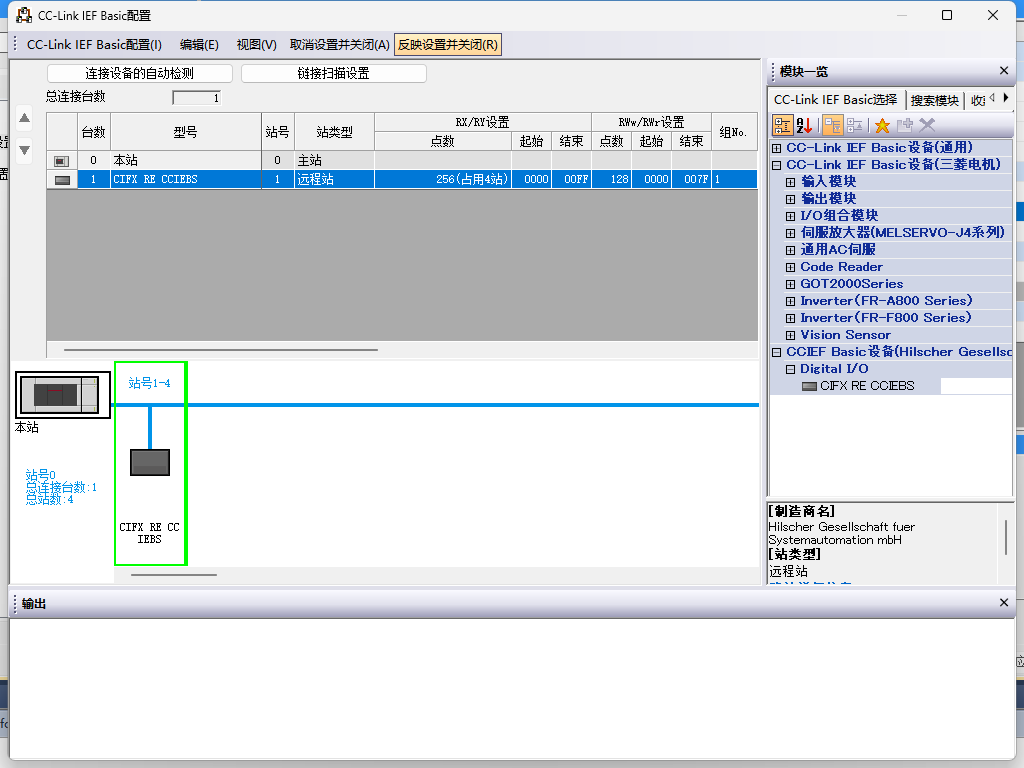 CC-Link IEF Basic配置
CC-Link IEF Basic配置(I) 编辑(E) 视图(V) 取消设置并关闭(A) 反映设置并关闭(R)
连接设备的自动检测 链接扫描设置
总连接台数 1
台数 型号 站号 站类型 RX/RY设置 RWw/RWr设置 组No.
点数 起始 结束 点数 起始 结束
0 本站 0 主站
1 CIFX RE CCIEBS 1 远程站 256(占用4站) 0000 00FF 128 0000 007F 1
站号1-4
本站
站号0
总连接台数:1
总站数:4
CIFX RE CC
IEBS
模块一览
CC-Link IEF Basic选择 搜索模块
CC-Link IEF Basic设备(通用)
CC-Link IEF Basic设备(三菱电机)
输入模块
输出模块
I/O组合模块
伺服放大器(MELSERVO-J4系列)
通用AC伺服
Code Reader
GOT2000Series
Inverter(FR-A800 Series)
Inverter(FR-F800 Series)
Vision Sensor
CCIEF Basic设备(Hilscher Gesellsc
Digital I/O
CIFX RE CCIEBS
[制造商名]
Hilscher Gesellschaft fuer
Systemautomation mbH
[站类型]
远程站
输出